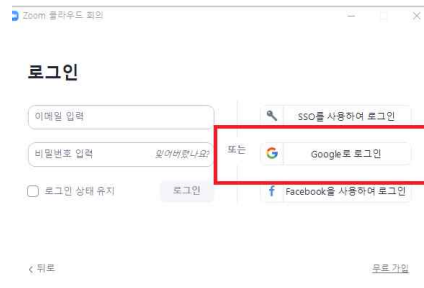 Zoom 클라우드 회의
로그인
이메일 입력
비밀번호 입력 잊어버렸나요?
로그인 상태 유지 로그인
또는
SSO를 사용하여 로그인
Google로 로그인
Facebook을 사용하여 로그인
뒤로
무료 가입